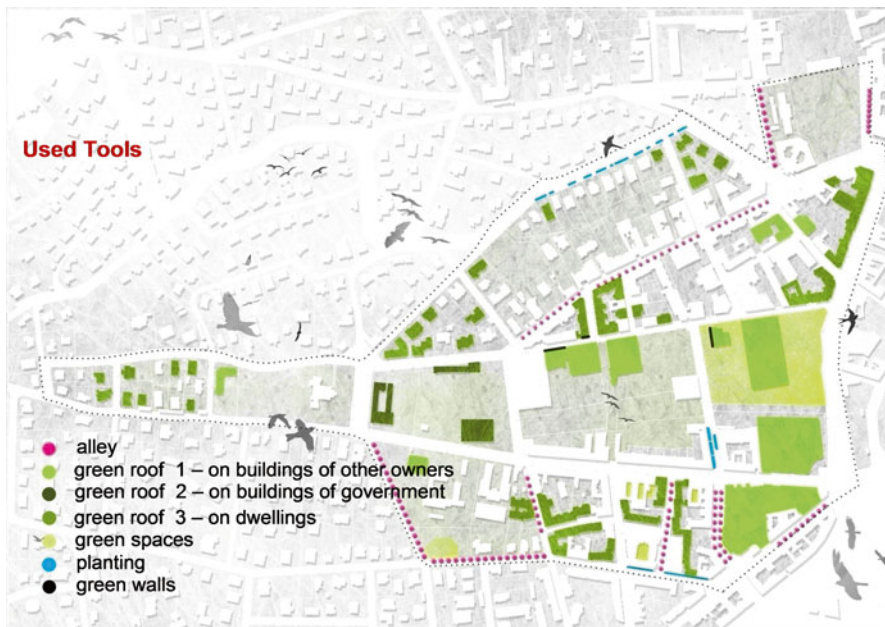 Used Tools
alley
green roof 1 – on buildings of other owners
green roof 2 – on buildings of government
green roof 3 – on dwellings
green spaces
planting
green walls